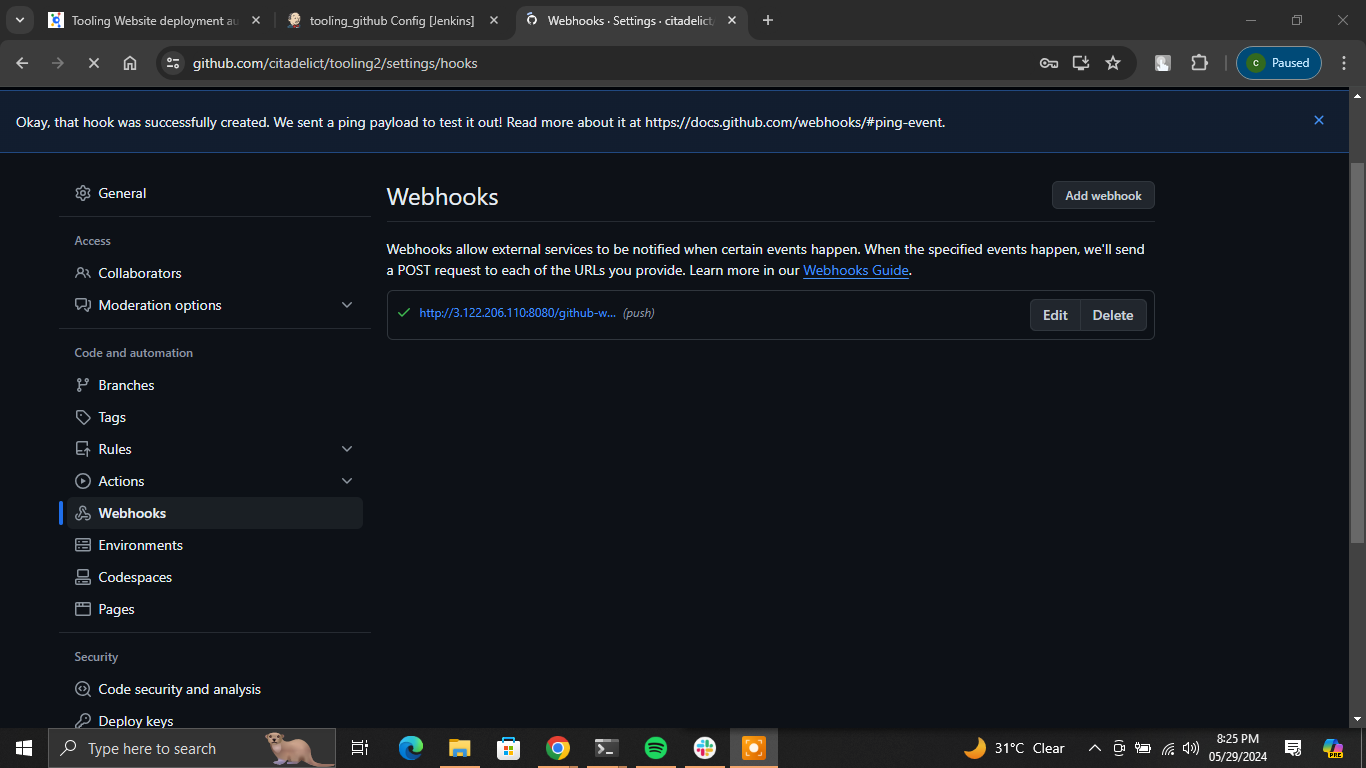 Tooling Website deployment au
tooling_github Config [Jenkins]
Webhooks · Settings · citadelict/
github.com/citadelict/tooling2/settings/hooks
C
Paused
Okay, that hook was successfully created. We sent a ping payload to test it out! Read more about it at https://docs.github.com/webhooks/#ping-event.
General
Access
Collaborators
Moderation options
Code and automation
Branches
Tags
Rules
Actions
Webhooks
Environments
Codespaces
Pages
Security
Code security and analysis
Deploy keys
Webhooks
Add webhook
Webhooks allow external services to be notified when certain events happen. When the specified events happen, we'll send
a POST request to each of the URLs you provide. Learn more in our Webhooks Guide.
http://3.122.206.110:8080/github-w... (push)
Edit
Delete
Type here to search
31°C Clear
8:25 PM
05/29/2024
PRE